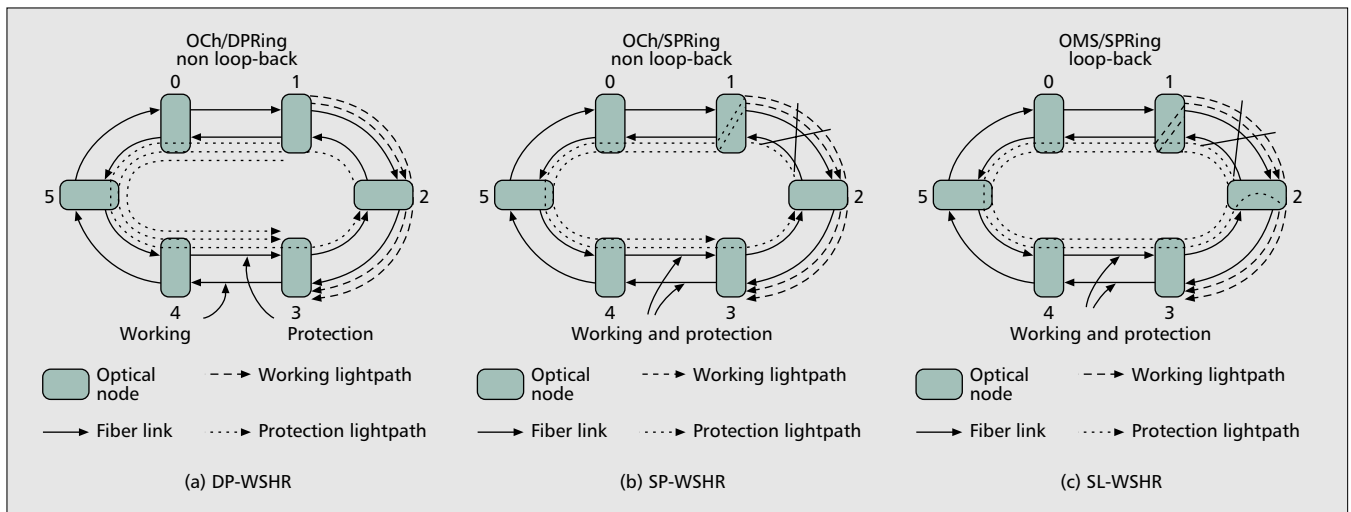 OCh/DPRing
non loop-back
0
1
5
2
4
3
Working
Protection
Optical
node
Working lightpath
Fiber link
Protection lightpath
(a) DP-WSHR
OCh/SPRing
non loop-back
0
1
5
2
4
3
Working and protection
Optical
node
Working lightpath
Fiber link
Protection lightpath
(b) SP-WSHR
OMS/SPRing
loop-back
0
1
5
2
4
3
Working and protection
Optical
node
Working lightpath
Fiber link
Protection lightpath
(c) SL-WSHR